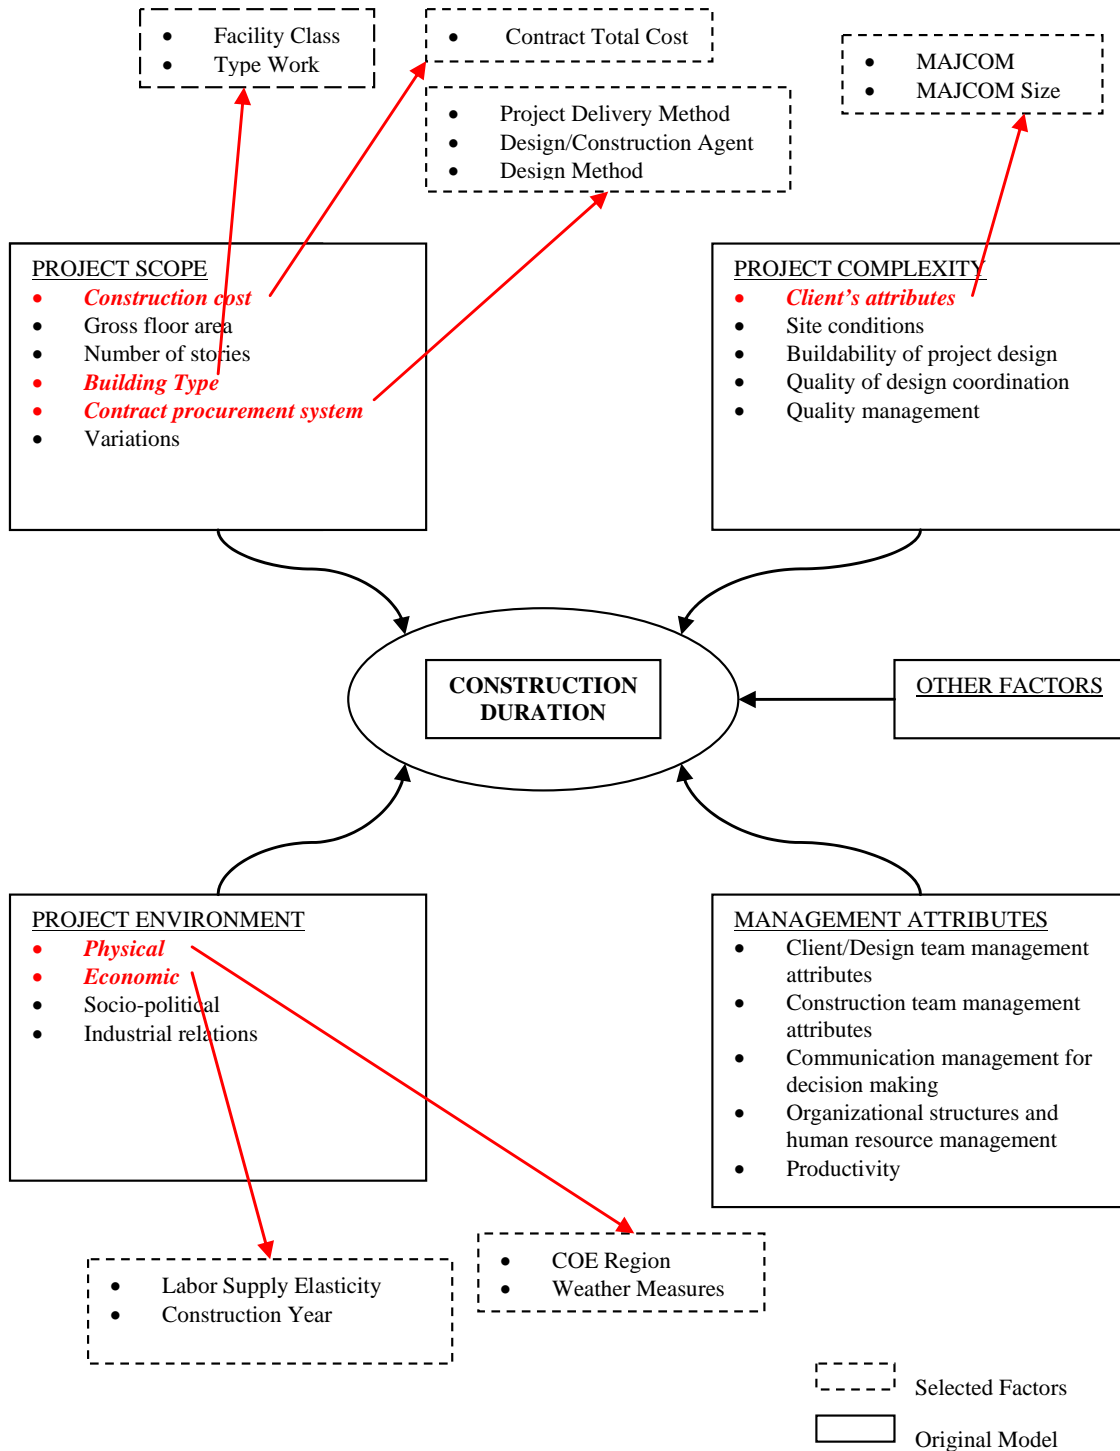 • Facility Class
• Type Work
• Contract Total Cost
• MAJCOM
• MAJCOM Size
• Project Delivery Method
• Design/Construction Agent
• Design Method
PROJECT SCOPE
• Construction cost
• Gross floor area
• Number of stories
• Building Type
• Contract procurement system
• Variations
PROJECT COMPLEXITY
• Client's attributes
• Site conditions
• Buildability of project design
• Quality of design coordination
• Quality management
CONSTRUCTION
DURATION
OTHER FACTORS
PROJECT ENVIRONMENT
• Physical
• Economic
• Socio-political
• Industrial relations
MANAGEMENT ATTRIBUTES
• Client/Design team management
attributes
• Construction team management
attributes
• Communication management for
decision making
• Organizational structures and
human resource management
• Productivity
• Labor Supply Elasticity
• Construction Year
• COE Region
• Weather Measures
Selected Factors
Original Model